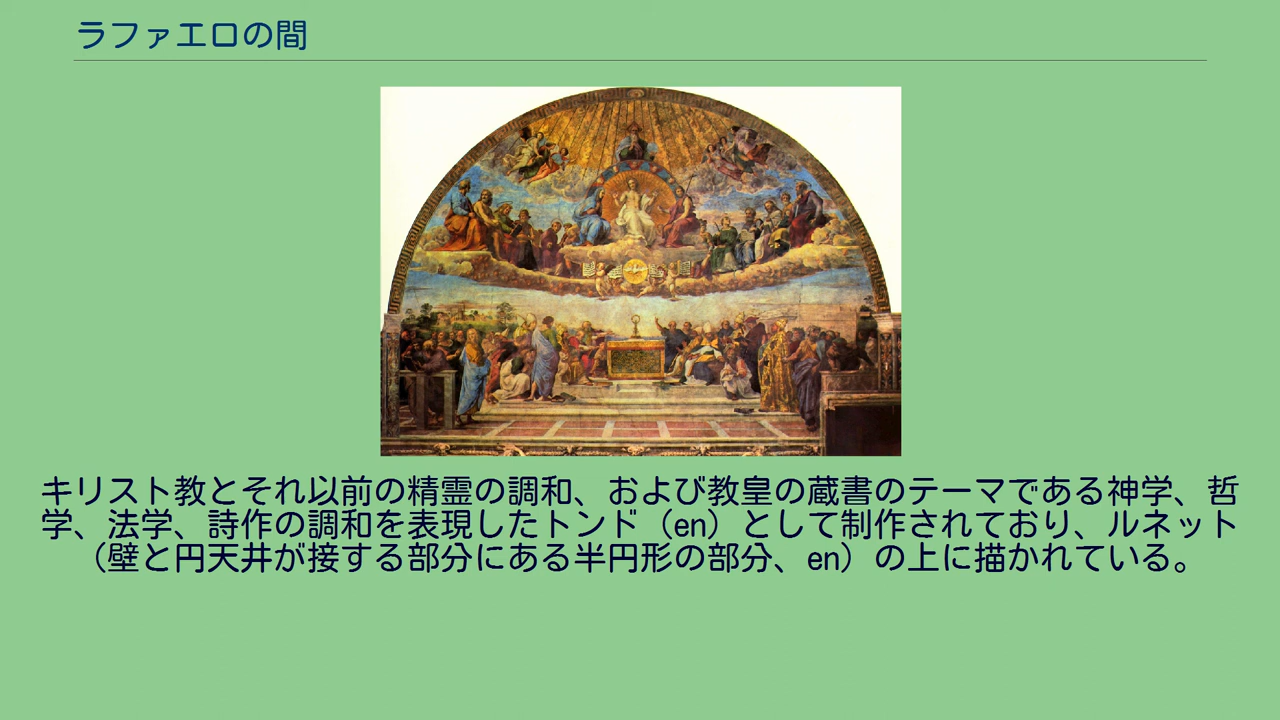 ラファエロの間
キリスト教とそれ以前の精霊の調和、および教皇の蔵書のテーマである神学、哲
学、法学、詩作の調和を表現したトンド（en）として制作されており、ルネット
（壁と円天井が接する部分にある半円形の部分、en）の上に描かれている。